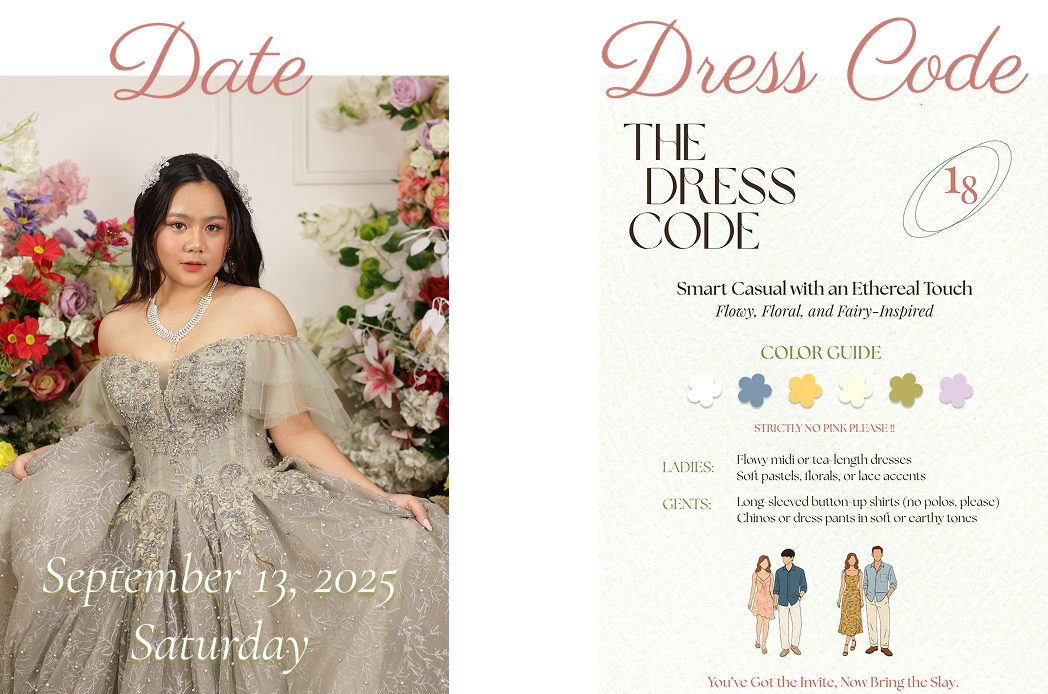 Date
September 13, 2025
Saturday
Dress Code
THE
DRESS
CODE
18
Smart Casual with an Ethereal Touch
Flowy, Floral, and Fairy-Inspired
COLOR GUIDE
STRICTLY NO PINK PLEASE !!
LADIES:
Flowy midi or tea-length dresses
Soft pastels, florals, or lace accents
GENTS:
Long-sleeved button-up shirts (no polos, please)
Chinos or dress pants in soft or earthy tones
You've Got the Invite, Now Bring the Slay.